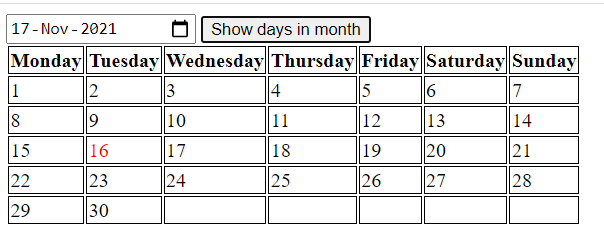 17-Nov-2021 Show days in month
Monday Tuesday Wednesday Thursday Friday Saturday Sunday
1 2 3 4 5 6 7
8 9 10 11 12 13 14
15 16 17 18 19 20 21
22 23 24 25 26 27 28
29 30